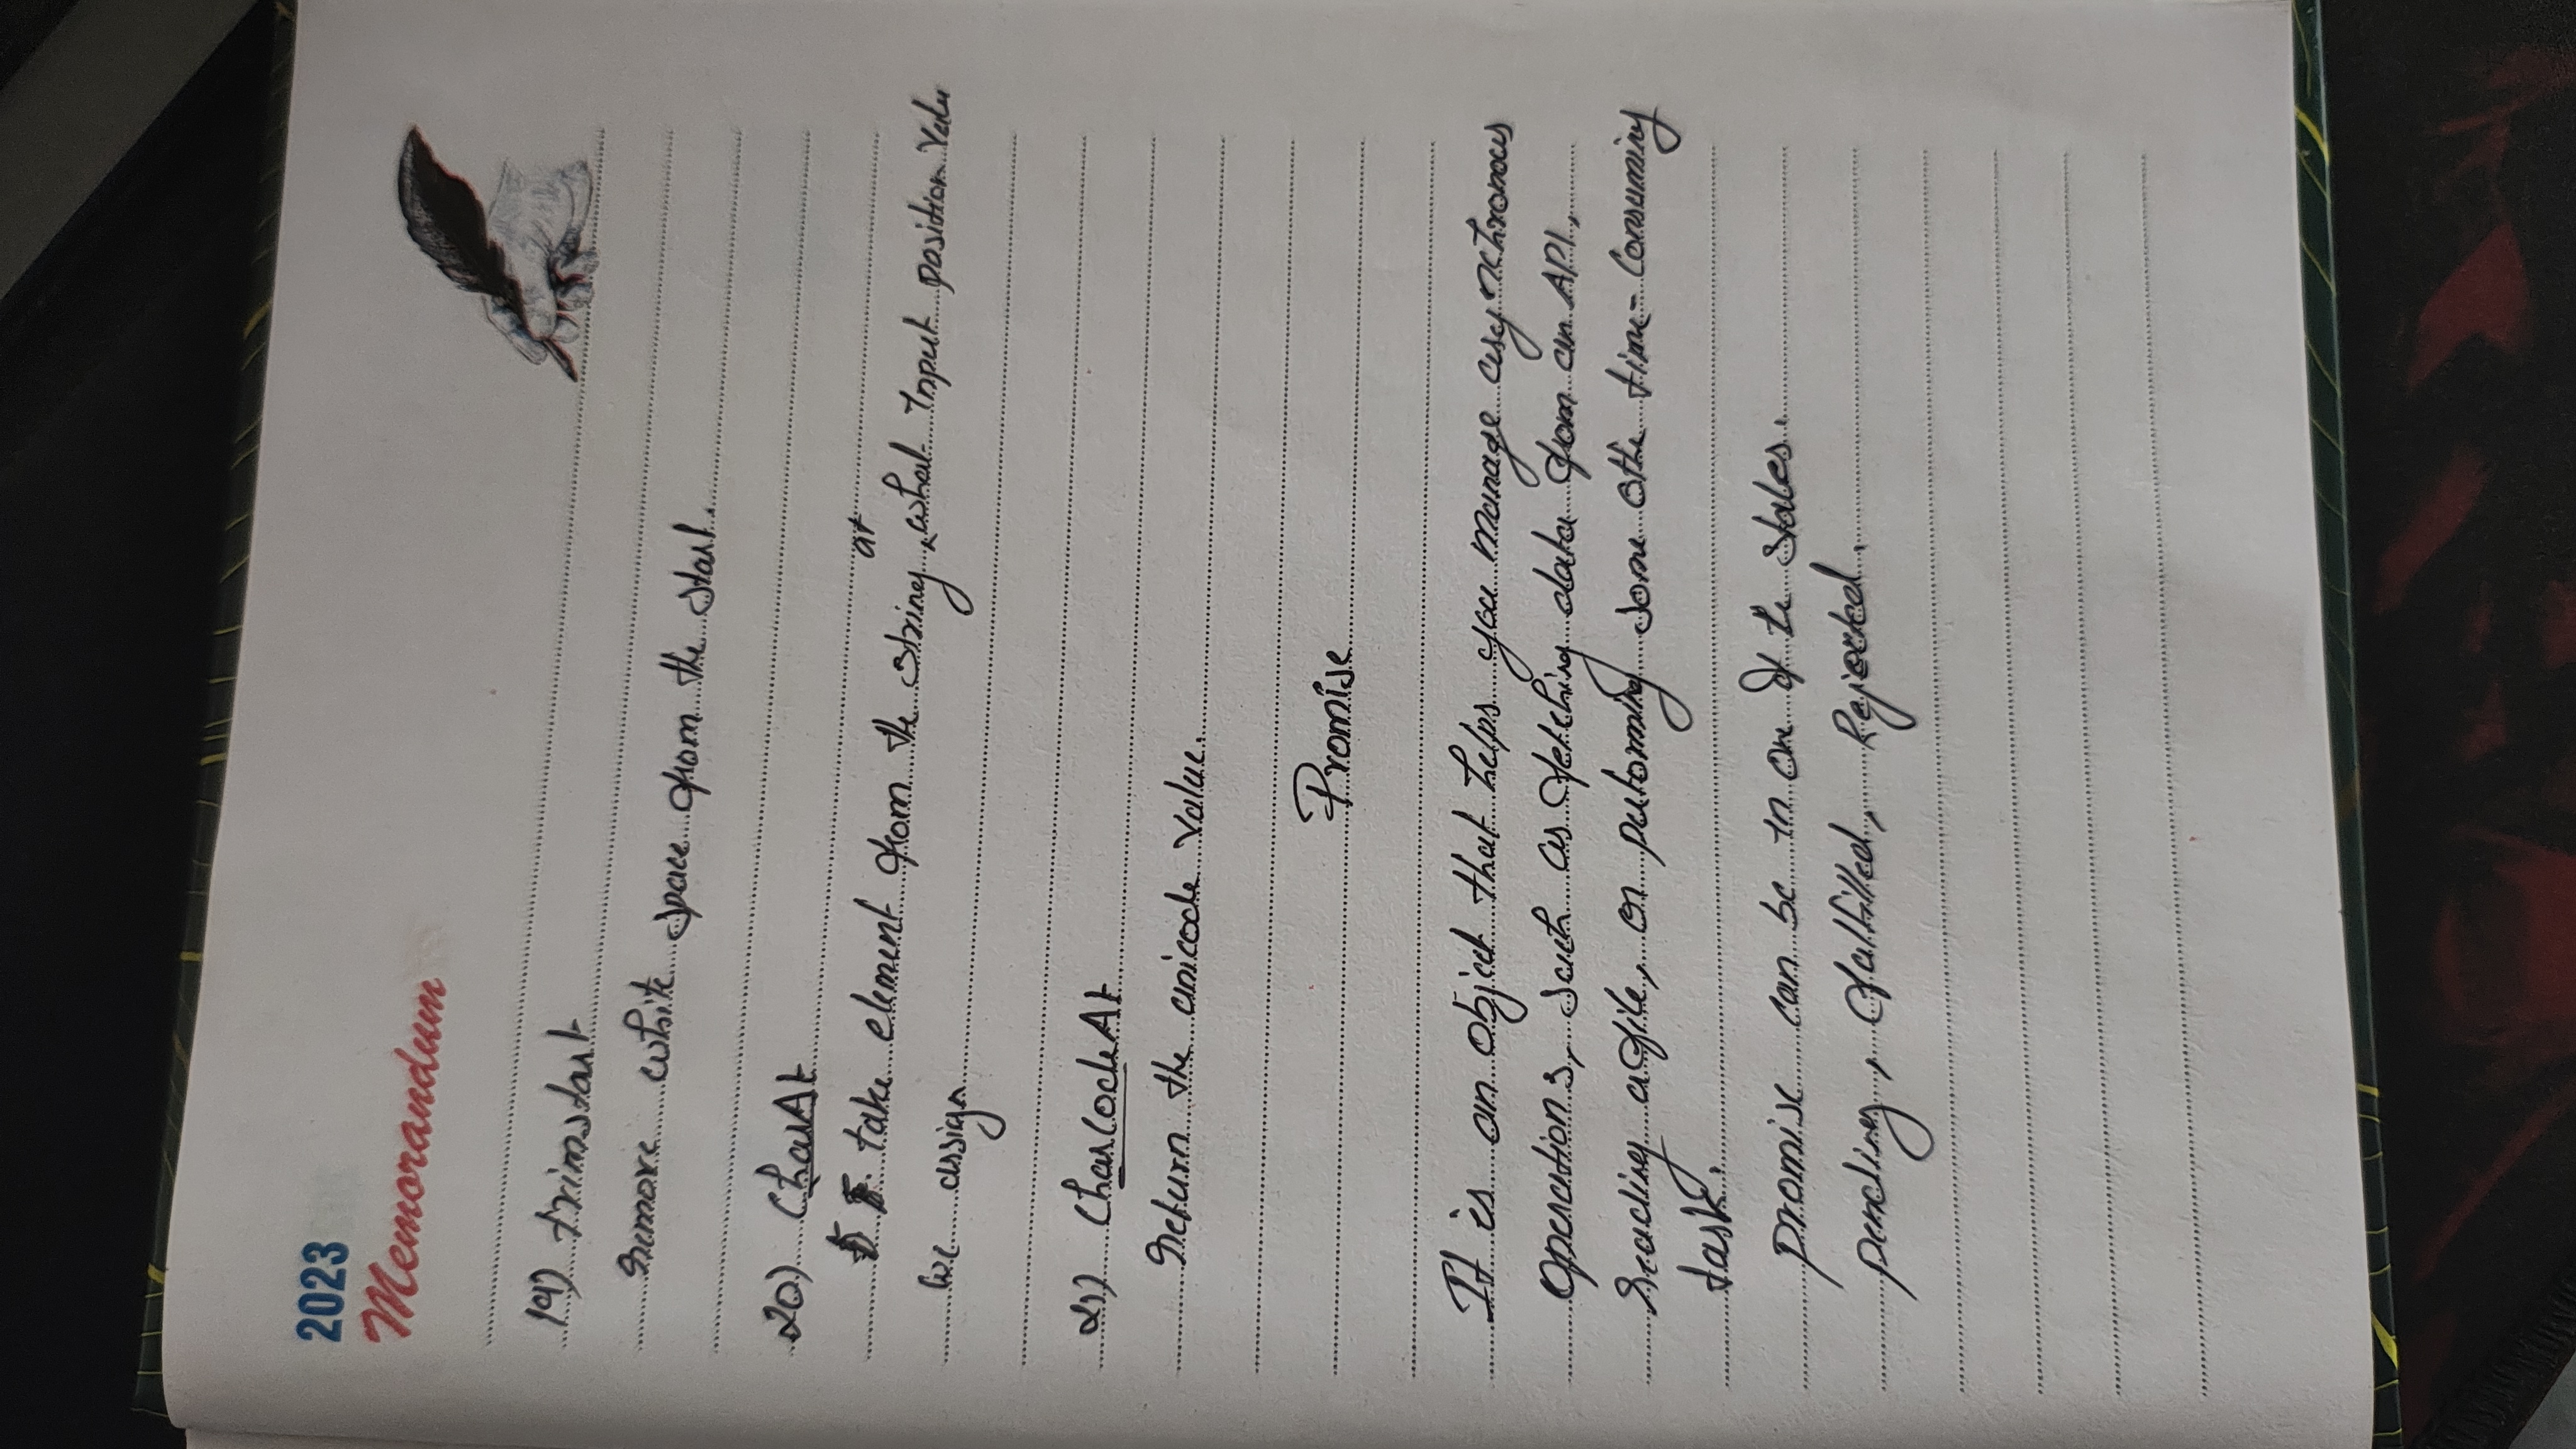 2023
Memorandum
19) trimstart
Remove white space from the start.
20) CharAt
at
take element from the string, what Input position Valu
we assign
21) CharCodeAt
Return the unicode Value.
Promise
It is an object that helps you manage asynchronous
Operations, such as fetching data from an API,
Reading a file, or performing some othe time-Consuming
task.
promise can be in one of the states.
pending, fulfilled, Rejected.